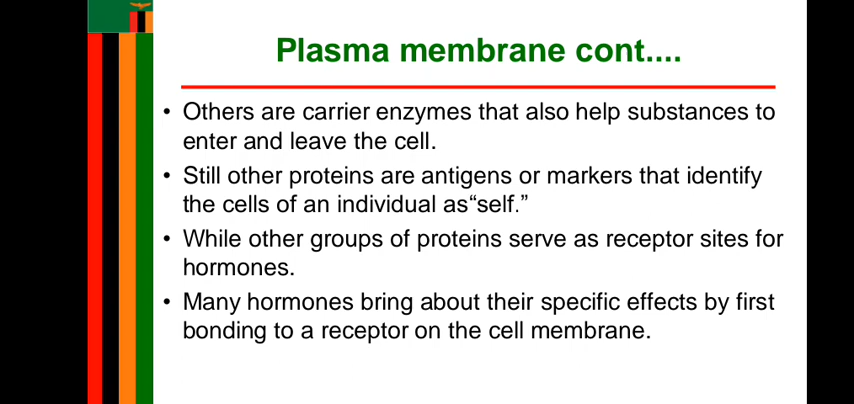 Plasma membrane cont....
• Others are carrier enzymes that also help substances to
enter and leave the cell.
• Still other proteins are antigens or markers that identify
the cells of an individual as“self.”
• While other groups of proteins serve as receptor sites for
hormones.
• Many hormones bring about their specific effects by first
bonding to a receptor on the cell membrane.